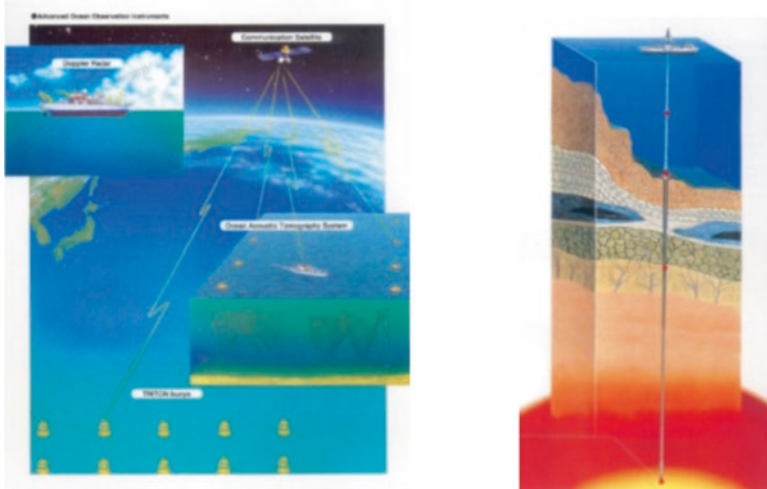 ●Advanced Ocean Observation Instruments
Communication Satellite
Doppler Radar
Ocean Acoustic Tomography System
TRITON buoys